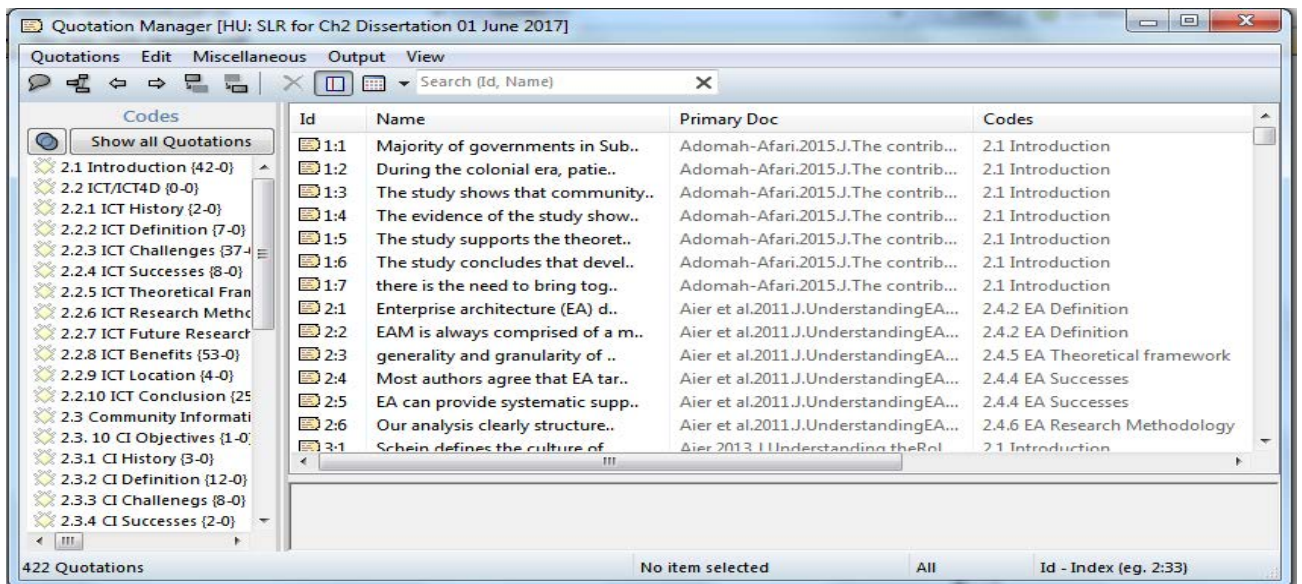 Quotation Manager [HU: SLR for Ch2 Dissertation 01 June 2017]
Quotations Edit Miscellaneous Output View
Search (Id, Name)
Codes
Show all Quotations
2.1 Introduction {42-0}
2.2 ICT/ICT4D {0-0}
2.2.1 ICT History {2-0}
2.2.2 ICT Definition {7-0}
2.2.3 ICT Challenges {37-
2.2.4 ICT Successes {8-0}
2.2.5 ICT Theoretical Fran
2.2.6 ICT Research Methc
2.2.7 ICT Future Research
2.2.8 ICT Benefits {53-0}
2.2.9 ICT Location {4-0}
2.2.10 ICT Conclusion {25
2.3 Community Informati
2.3. 10 CI Objectives {1-0}
2.3.1 CI History {3-0}
2.3.2 CI Definition {12-0}
2.3.3 CI Challenegs {8-0}
2.3.4 CI Successes {2-0}
Id Name Primary Doc Codes
1:1 Majority of governments in Sub.. Adomah-Afari.2015.J.The contrib... 2.1 Introduction
1:2 During the colonial era, patie.. Adomah-Afari.2015.J.The contrib... 2.1 Introduction
1:3 The study shows that community.. Adomah-Afari.2015.J.The contrib... 2.1 Introduction
1:4 The evidence of the study show.. Adomah-Afari.2015.J.The contrib... 2.1 Introduction
1:5 The study supports the theoret.. Adomah-Afari.2015.J.The contrib... 2.1 Introduction
1:6 The study concludes that devel.. Adomah-Afari.2015.J.The contrib... 2.1 Introduction
1:7 there is the need to bring tog.. Adomah-Afari.2015.J.The contrib... 2.1 Introduction
2:1 Enterprise architecture (EA) d.. Aier et al.2011.J.UnderstandingEA... 2.4.2 EA Definition
2:2 EAM is always comprised of a m... Aier et al.2011.J.UnderstandingEA... 2.4.2 EA Definition
2:3 generality and granularity of .. Aier et al.2011.J.UnderstandingEA... 2.4.5 EA Theoretical framework
2:4 Most authors agree that EA tar.. Aier et al.2011.J.UnderstandingEA... 2.4.4 EA Successes
2:5 EA can provide systematic supp.. Aier et al.2011.J.UnderstandingEA... 2.4.4 EA Successes
2:6 Our analysis clearly structure.. Aier et al.2011.J.UnderstandingEA... 2.4.6 EA Research Methodology
3:1 Schein defines the culture of Aier 2013.J.Understanding theRol 2.1 Introduction
422 Quotations No item selected All Id - Index (eg. 2:33)